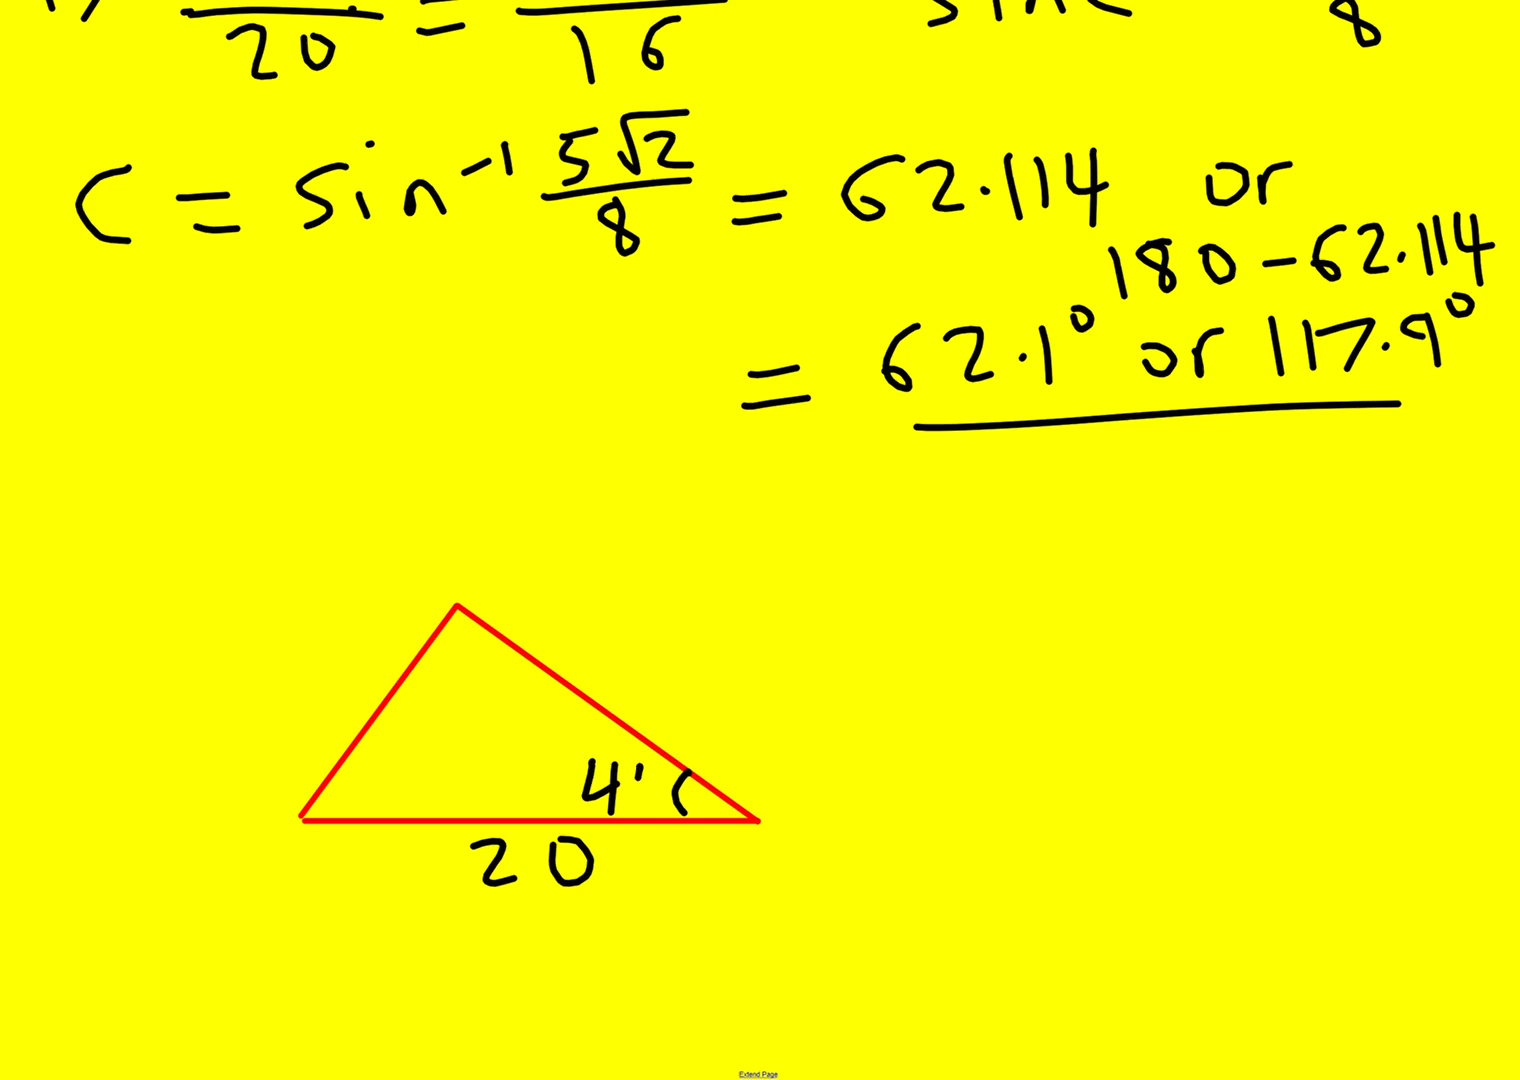 20 = 16 sin C 8
C = sin⁻¹ 5√2/8 = 62.114 or
180 - 62.114
= 62.1° or 117.9°
4'
20
Extend Page